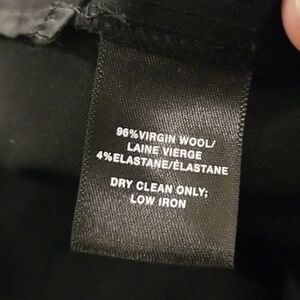 96%VIRGIN WOOL/
LAINE VIERGE
4%ELASTANE/ÉLASTANE
DRY CLEAN ONLY;
LOW IRON